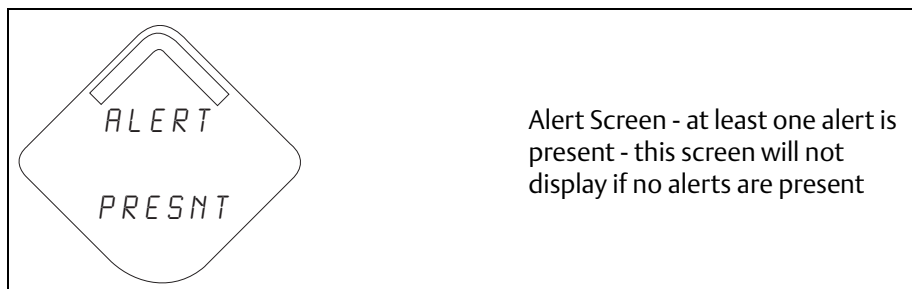 ALERT
PRESNT
Alert Screen - at least one alert is
present - this screen will not
display if no alerts are present